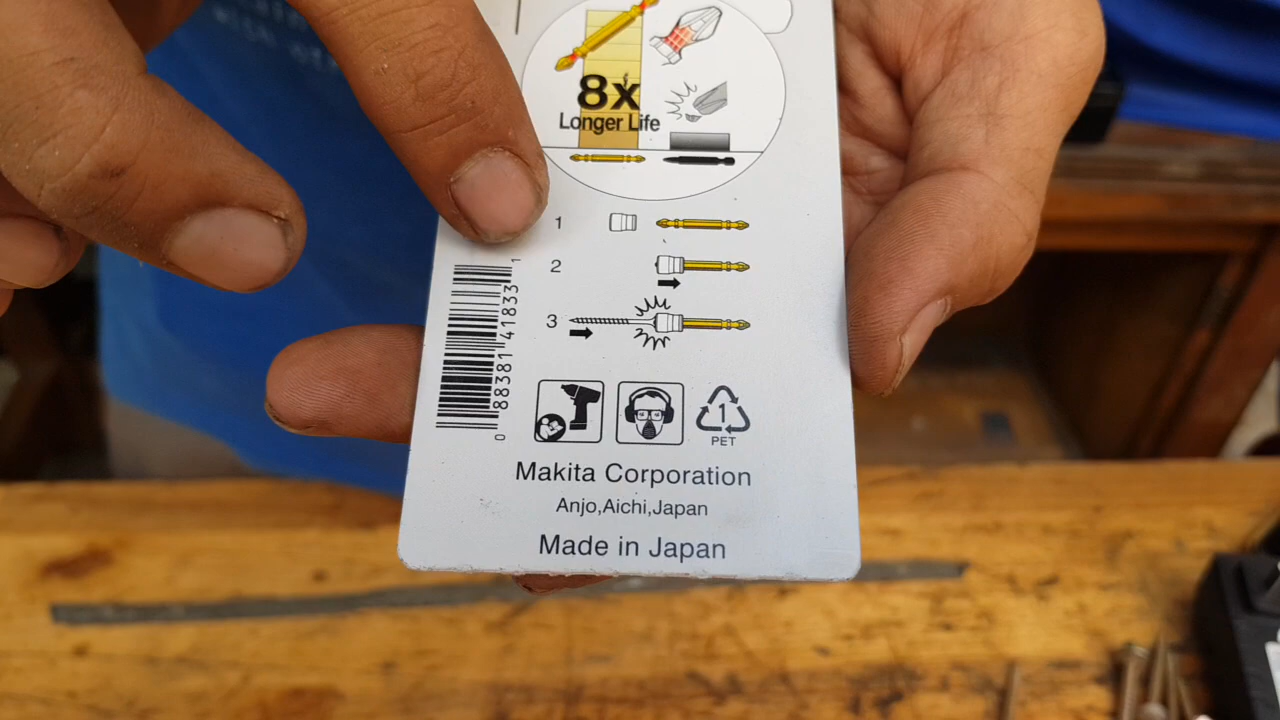 8x
Longer Life
1
2
3
0 88381 41833 1
1
PET
Makita Corporation
Anjo,Aichi,Japan
Made in Japan